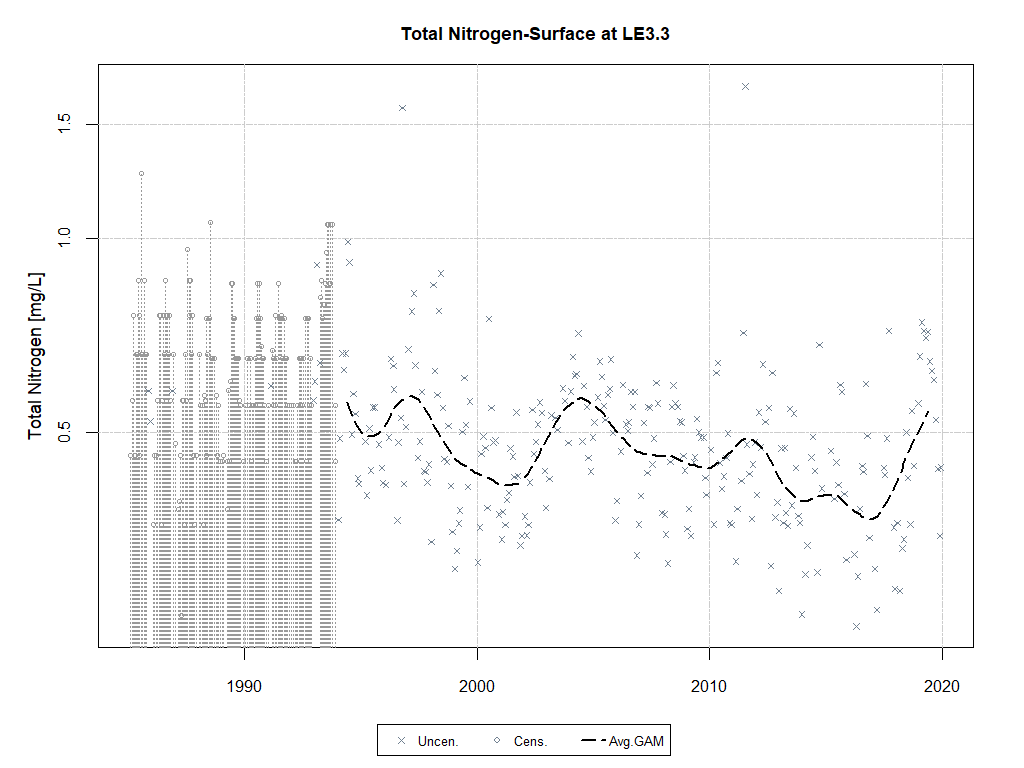 Total Nitrogen-Surface at LE3.3
Total Nitrogen [mg/L]
1.5
1.0
0.5
1990 2000 2010 2020
Uncen. Cens. Avg.GAM